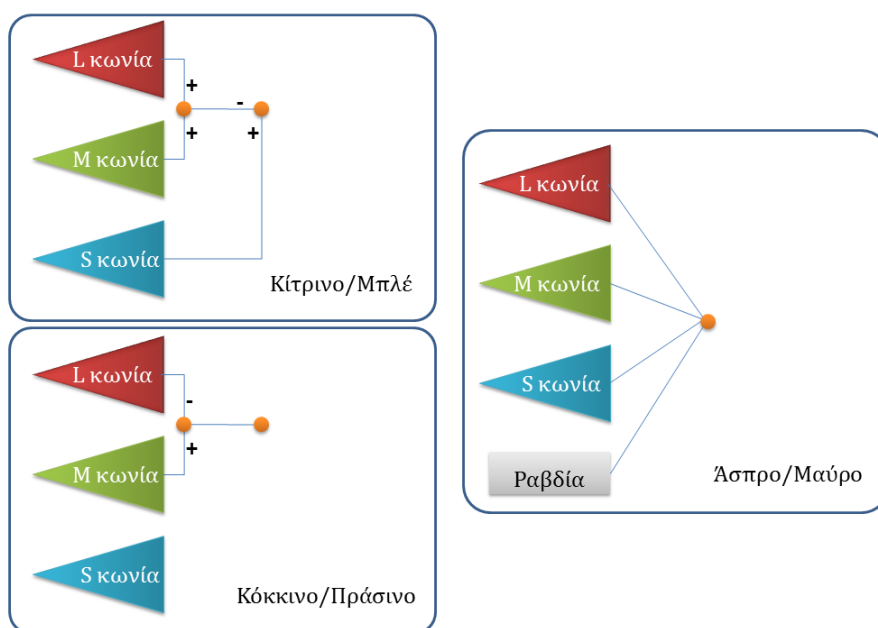 L κωνία
+
-
+
+
M κωνία
S κωνία
Κίτρινο/Μπλέ
L κωνία
-
+
M κωνία
S κωνία
Κόκκινο/Πράσινο
L κωνία
M κωνία
S κωνία
Ραβδία
Άσπρο/Μαύρο